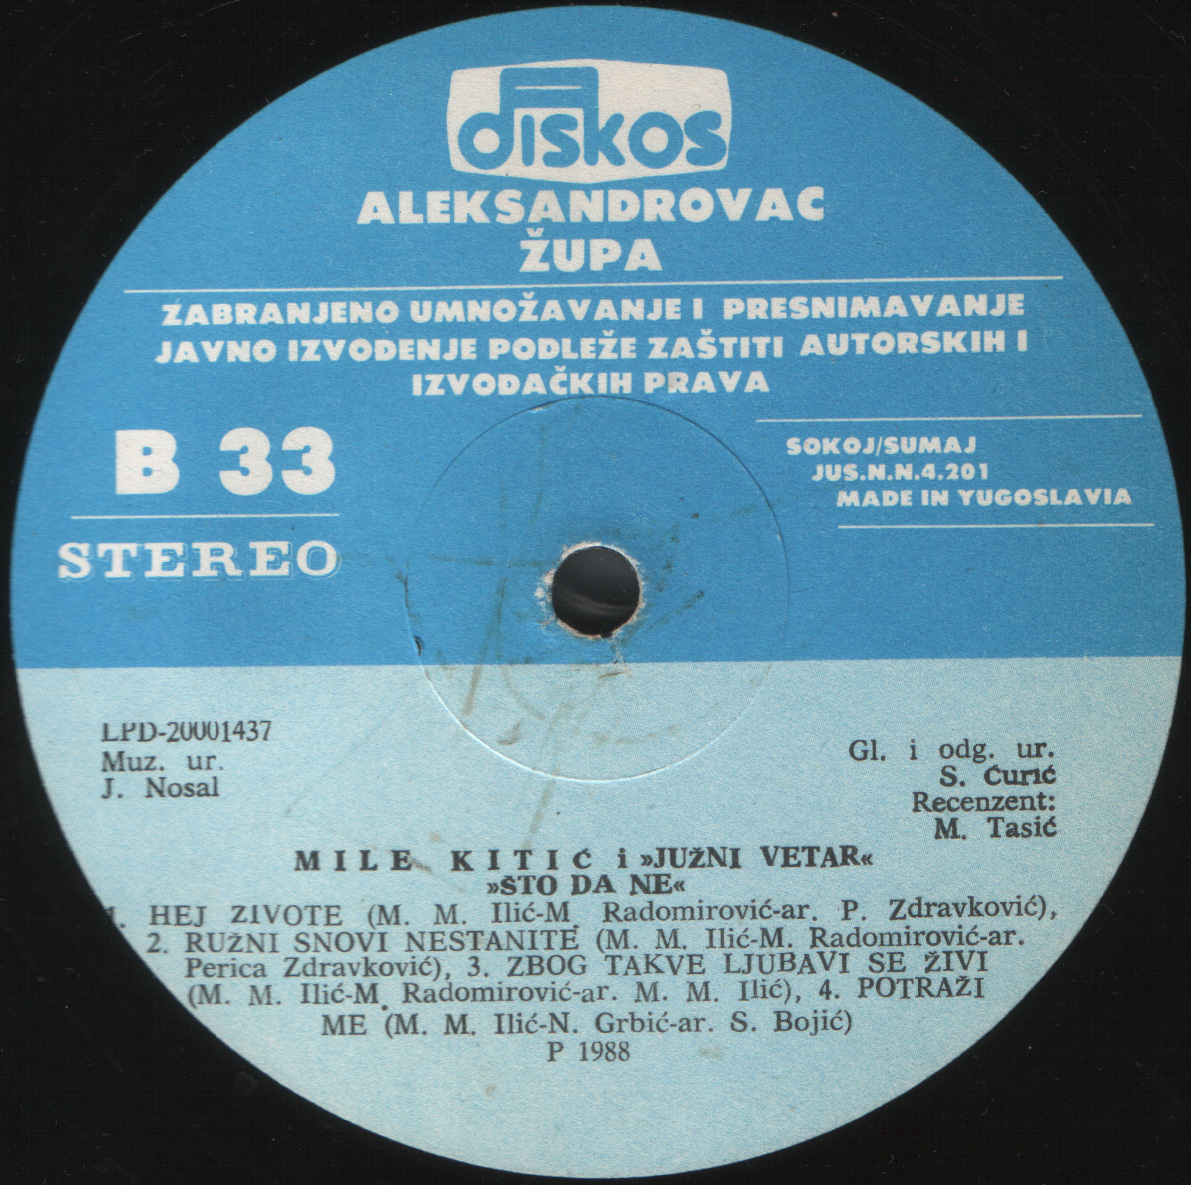 diskos
ALEKSANDROVAC
ŽUPA
ZABRANJENO UMNOŽAVANJE I PRESNIMAVANJE
JAVNO IZVOĐENJE PODLEŽE ZAŠTITI AUTORSKIH I
IZVOĐAČKIH PRAVA
B 33
STEREO
SOKOJ/SUMAJ
JUS.N.N.4.201
MADE IN YUGOSLAVIA
LPD-20001437
Muz. ur.
J. Nosal
Gl. i odg. ur.
S. Ćurić
Recenzent:
M. Tasić
MILE KITIĆ i »JUŽNI VETAR«
»ŠTO DA NE«
1. HEJ ZIVOTE (M. M. Ilić-M. Radomirović-ar. P. Zdravković),
2. RUŽNI SNOVI NESTANITE (M. M. Ilić-M. Radomirović-ar.
Perica Zdravković), 3. ZBOG TAKVE LJUBAVI SE ŽIVI
(M. M. Ilić-M. Radomirović-ar. M. M. Ilić), 4. POTRAŽI
ME (M. M. Ilić-N. Grbić-ar. S. Bojić)
P 1988